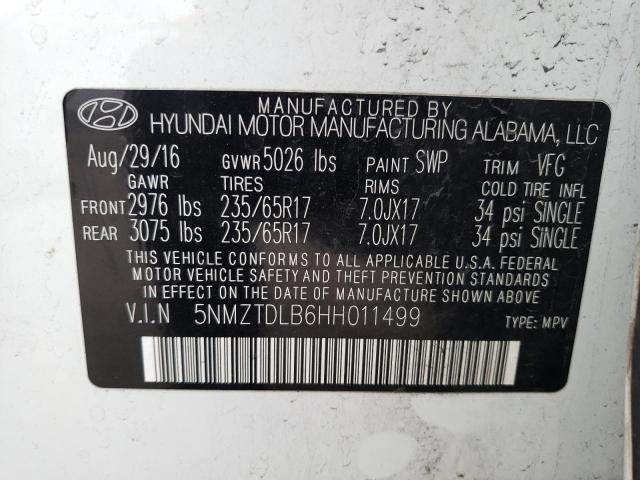 MANUFACTURED BY
HYUNDAI MOTOR MANUFACTURING ALABAMA, LLC
Aug/29/16 GVWR 5026 lbs PAINT SWP TRIM VFG
GAWR TIRES RIMS COLD TIRE INFL
FRONT 2976 lbs 235/65R17 7.0JX17 34 psi SINGLE
REAR 3075 lbs 235/65R17 7.0JX17 34 psi SINGLE
THIS VEHICLE CONFORMS TO ALL APPLICABLE U.S.A. FEDERAL
MOTOR VEHICLE SAFETY AND THEFT PREVENTION STANDARDS
IN EFFECT ON THE DATE OF MANUFACTURE SHOWN ABOVE.
V.I.N 5NMZTDLB6HH011499 TYPE: MPV